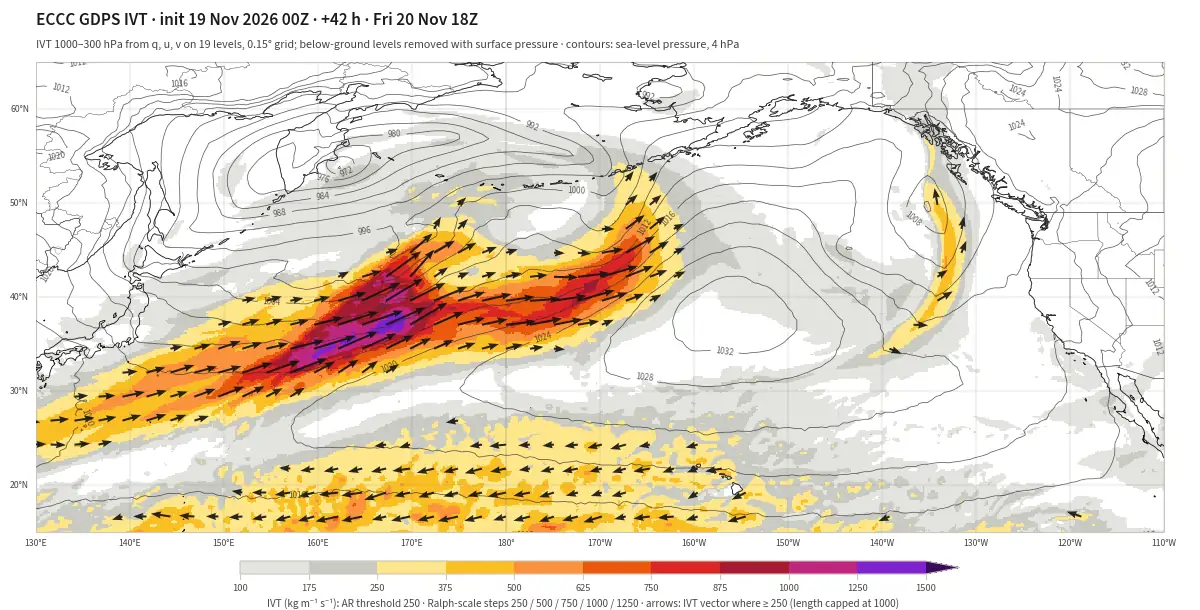 ECCC GDPS IVT · init 19 Nov 2026 00Z · +42 h · Fri 20 Nov 18Z
IVT 1000–300 hPa from q, u, v on 19 levels, 0.15° grid; below-ground levels removed with surface pressure · contours: sea-level pressure, 4 hPa
1012
1016
992
1024
1024
1028
60°N
980
992
1024
1020
976
972
984
1000
988
50°N
1012
1016
1008
996
40°N
1012
1024
1032
1020
1012
1028
30°N
20°N
130°E 140°E 150°E 160°E 170°E 180° 170°W 160°W 150°W 140°W 130°W 120°W 110°W
100 175 250 375 500 625 750 875 1000 1250 1500
IVT (kg m⁻¹ s⁻¹): AR threshold 250 · Ralph-scale steps 250 / 500 / 750 / 1000 / 1250 · arrows: IVT vector where ≥ 250 (length capped at 1000)